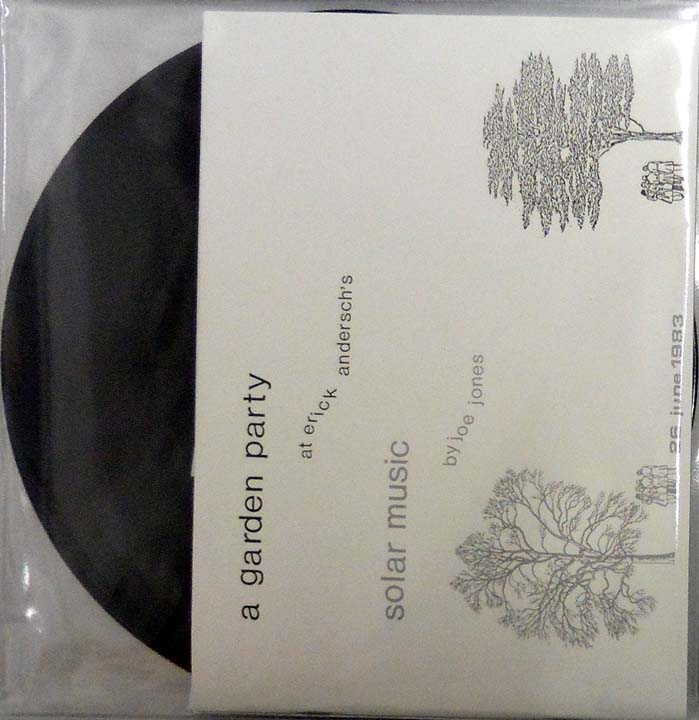 a garden party
at erick andersch's
solar music
by joe jones
26 june 1983